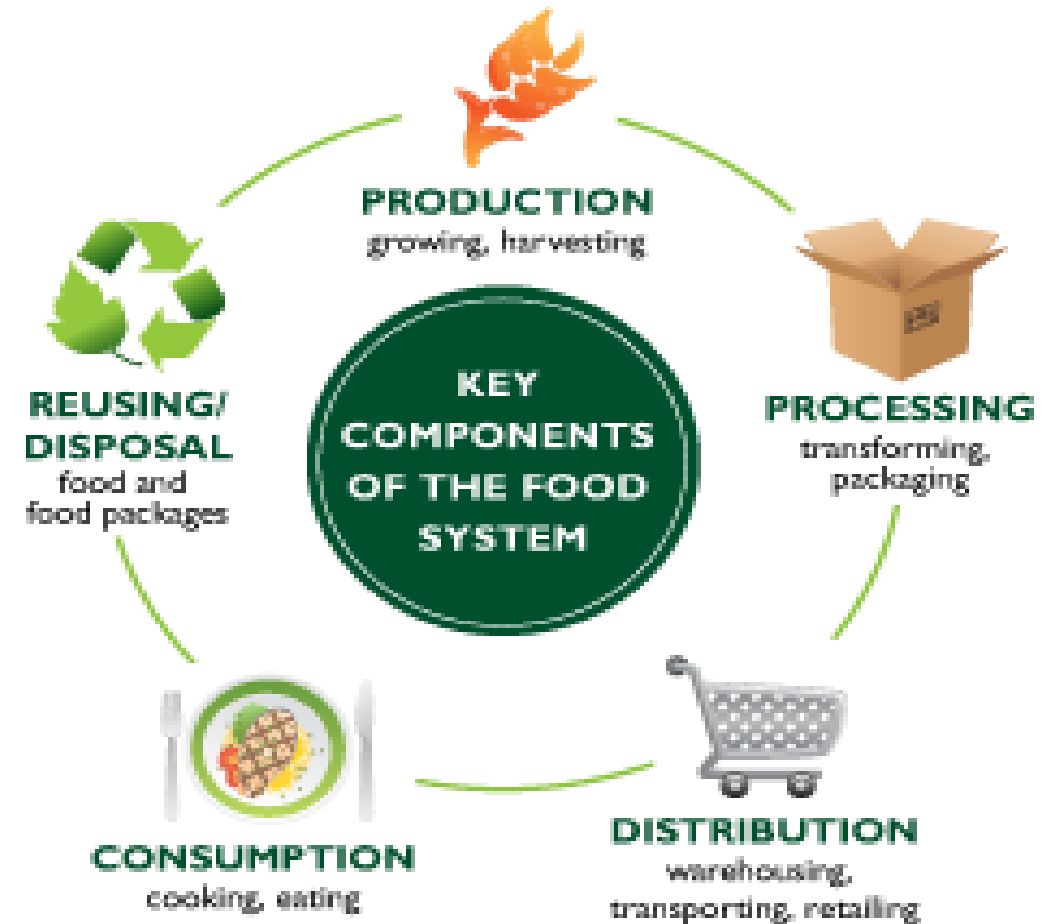 PRODUCTION
growing, harvesting
PROCESSING
transforming,
packaging
DISTRIBUTION
warehousing,
transporting, retailing
CONSUMPTION
cooking, eating
REUSING/
DISPOSAL
food and
food packages
KEY
COMPONENTS
OF THE FOOD
SYSTEM